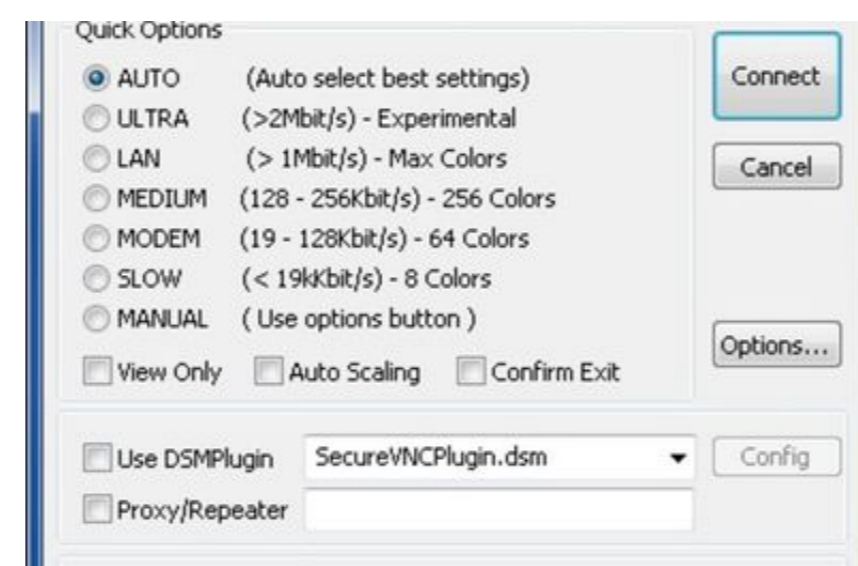 Quick Options
AUTO (Auto select best settings)
Connect
ULTRA (>2Mbit/s) - Experimental
LAN (> 1Mbit/s) - Max Colors
Cancel
MEDIUM (128 - 256Kbit/s) - 256 Colors
MODEM (19 - 128Kbit/s) - 64 Colors
SLOW (< 19kKbit/s) - 8 Colors
MANUAL ( Use options button )
Options...
View Only Auto Scaling Confirm Exit
Use DSMPlugin SecureVNCPlugin.dsm Config
Proxy/Repeater